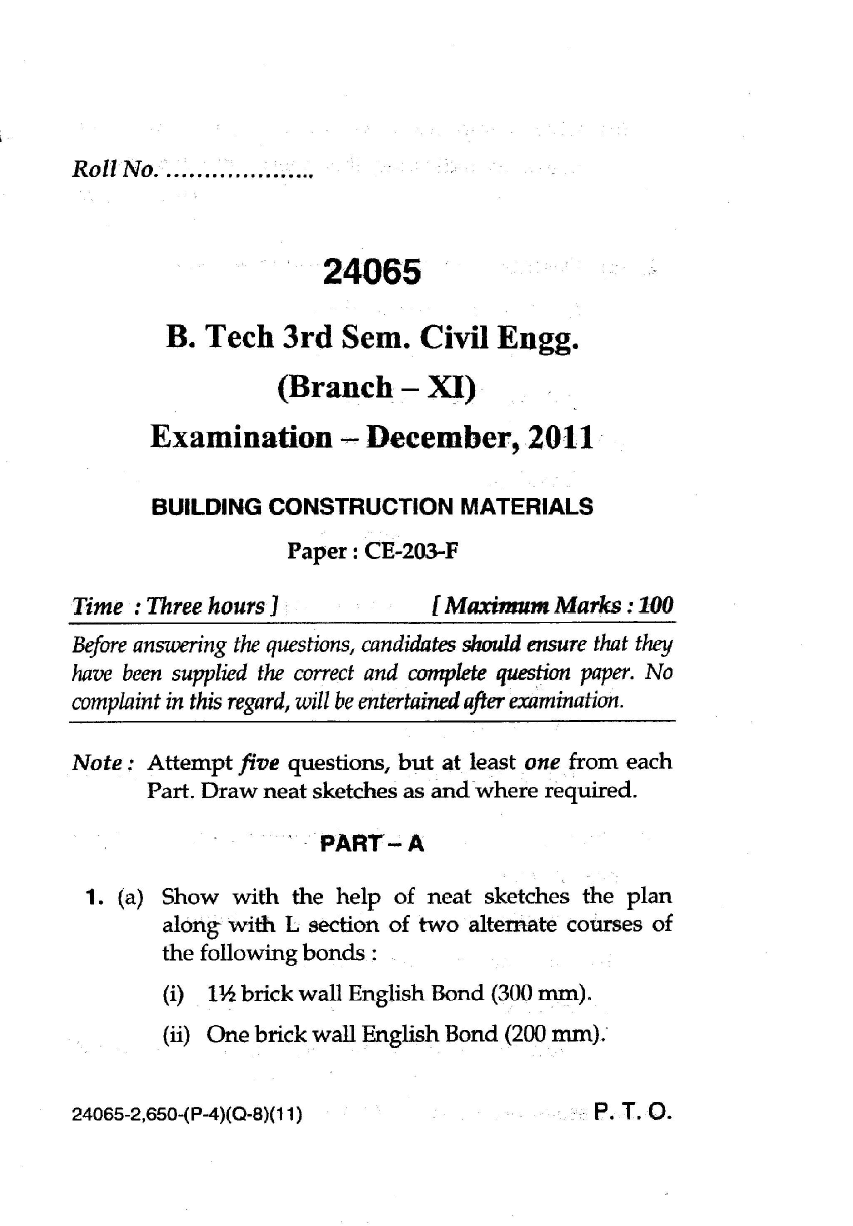 Roll No. ....................
24065
B. Tech 3rd Sem. Civil Engg.
(Branch – XI)
Examination – December, 2011
BUILDING CONSTRUCTION MATERIALS
Paper : CE-203-F
Time : Three hours ] [ Maximum Marks : 100
Before answering the questions, candidates should ensure that they
have been supplied the correct and complete question paper. No
complaint in this regard, will be entertained after examination.
Note : Attempt five questions, but at least one from each
Part. Draw neat sketches as and where required.
PART – A
1. (a) Show with the help of neat sketches the plan
along with L section of two alternate courses of
the following bonds :
(i) 1½ brick wall English Bond (300 mm).
(ii) One brick wall English Bond (200 mm).
24065-2,650-(P-4)(Q-8)(11) P. T. O.